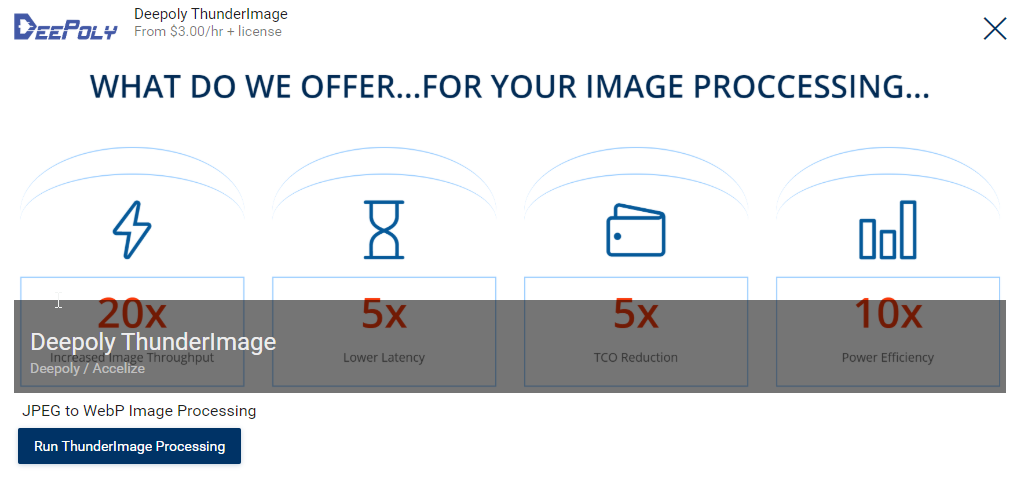 DEEPOLY
Deepoly ThunderImage
From $3.00/hr + license
WHAT DO WE OFFER...FOR YOUR IMAGE PROCCESSING...
20x
5x
5x
10x
Deepoly ThunderImage
Increased Image Throughput
Lower Latency
TCO Reduction
Power Efficiency
Deepoly / Accelize
JPEG to WebP Image Processing
Run ThunderImage Processing